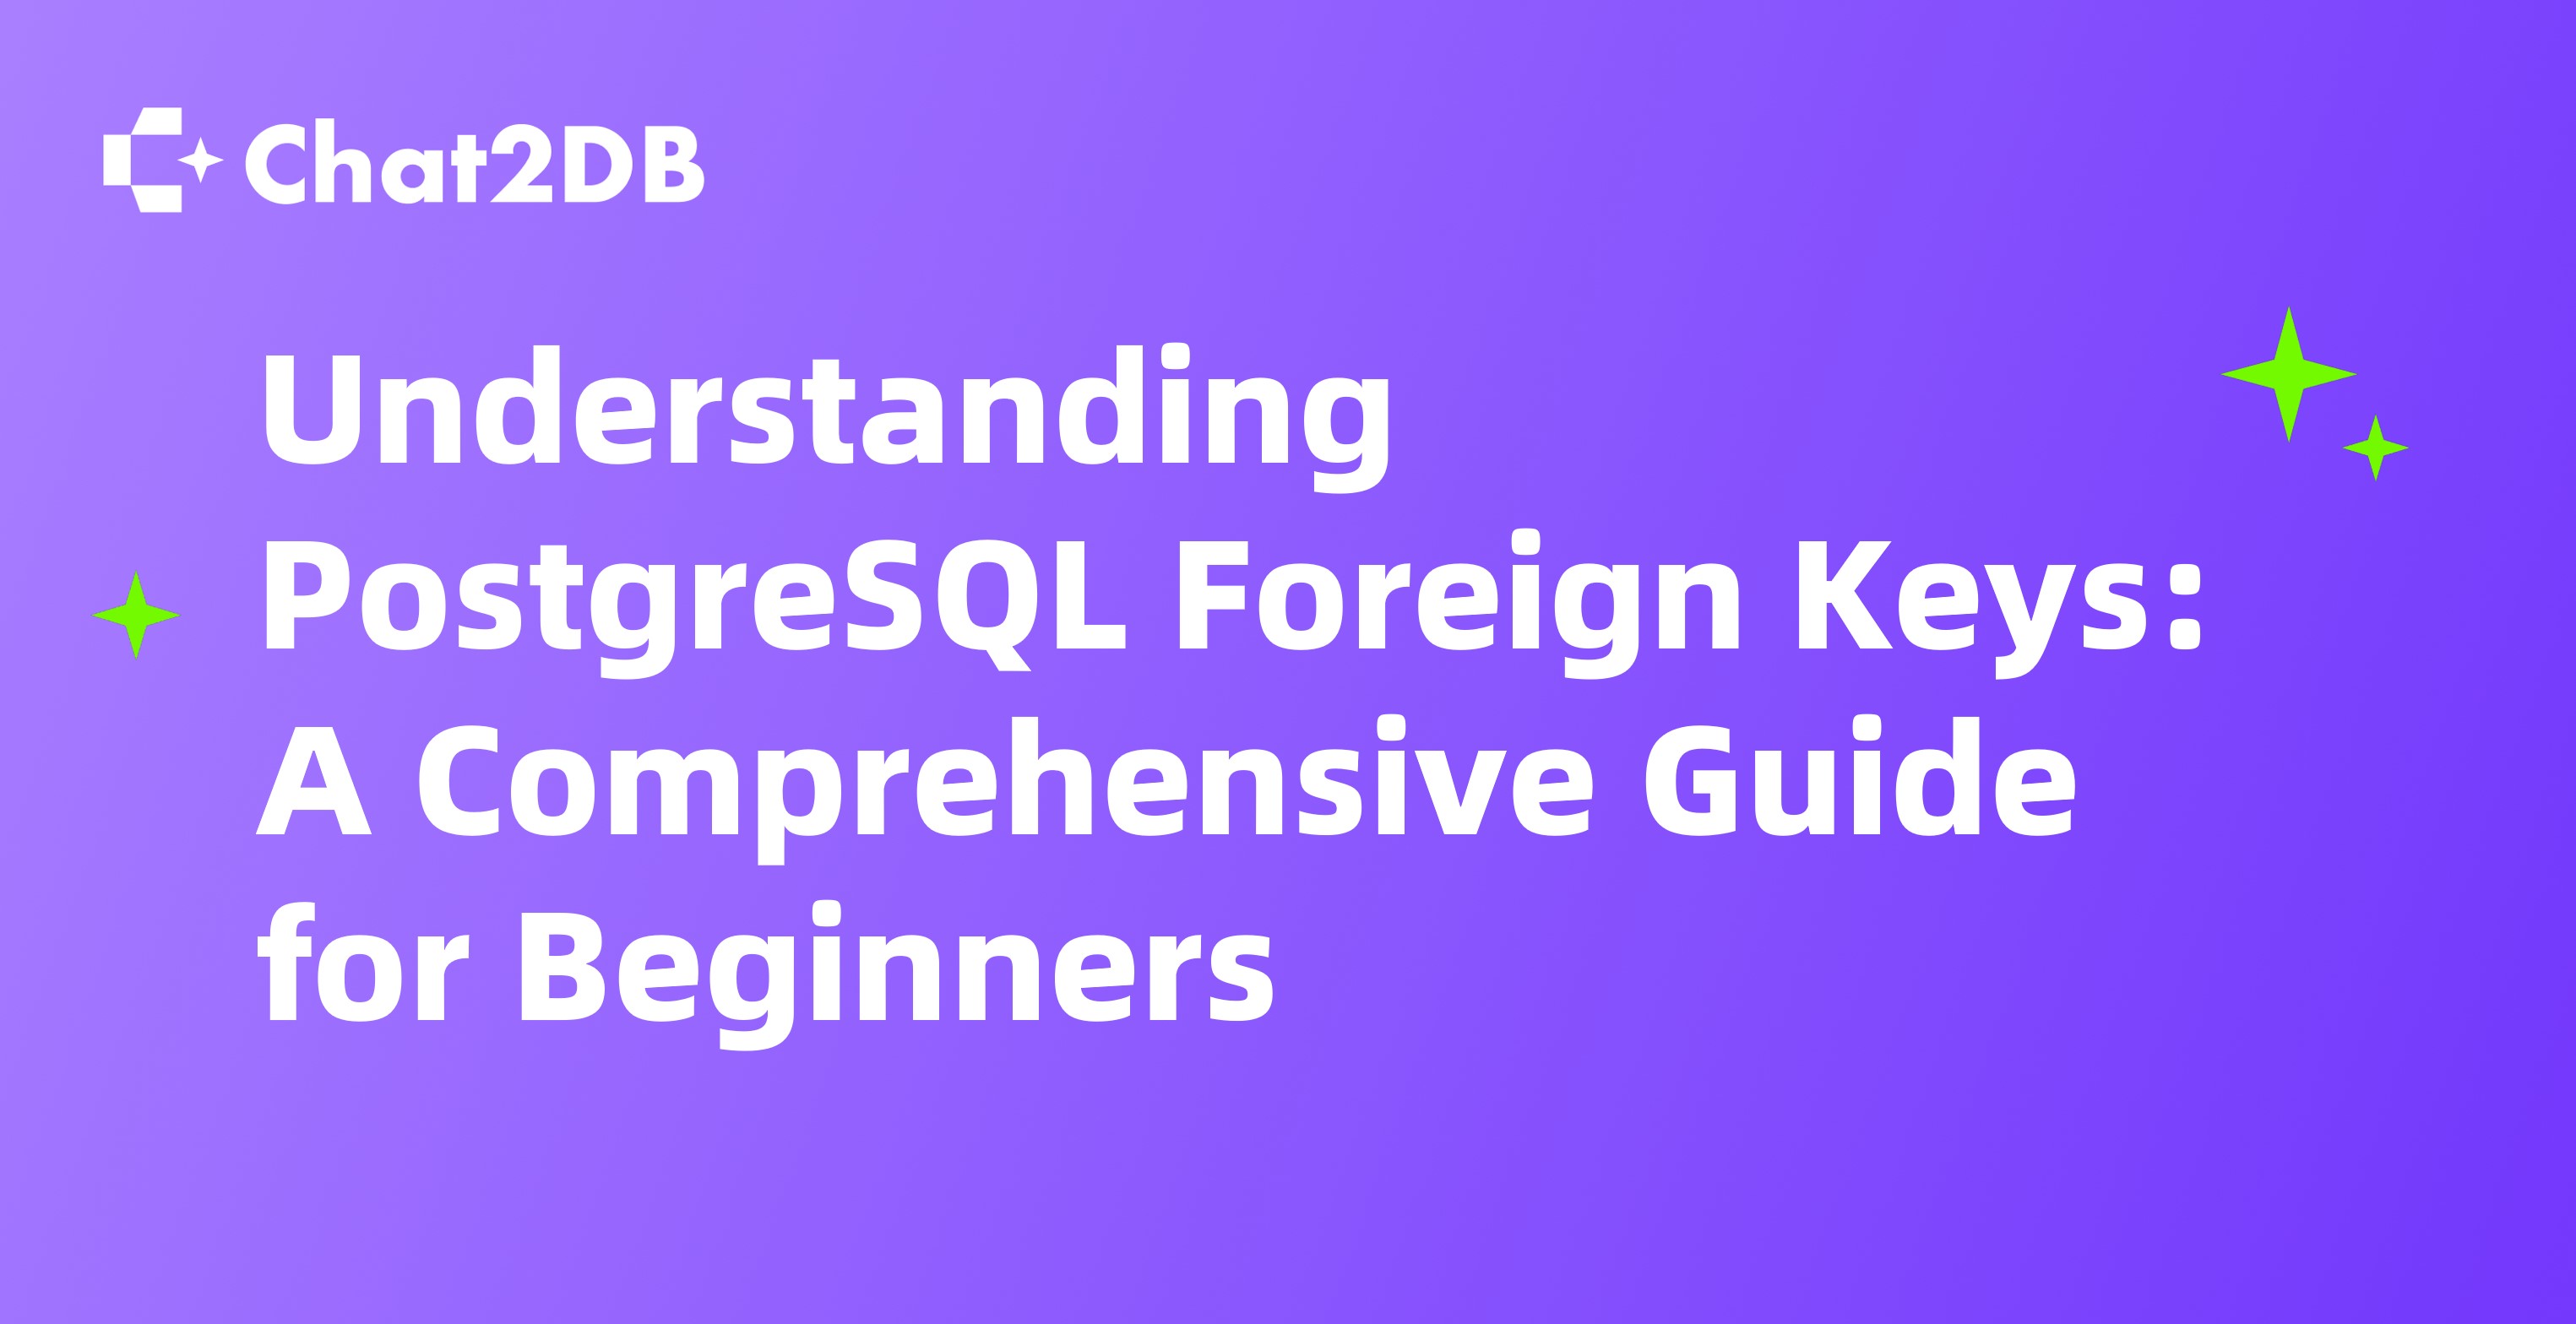 Chat2DB
Understanding
PostgreSQL Foreign Keys:
A Comprehensive Guide
for Beginners